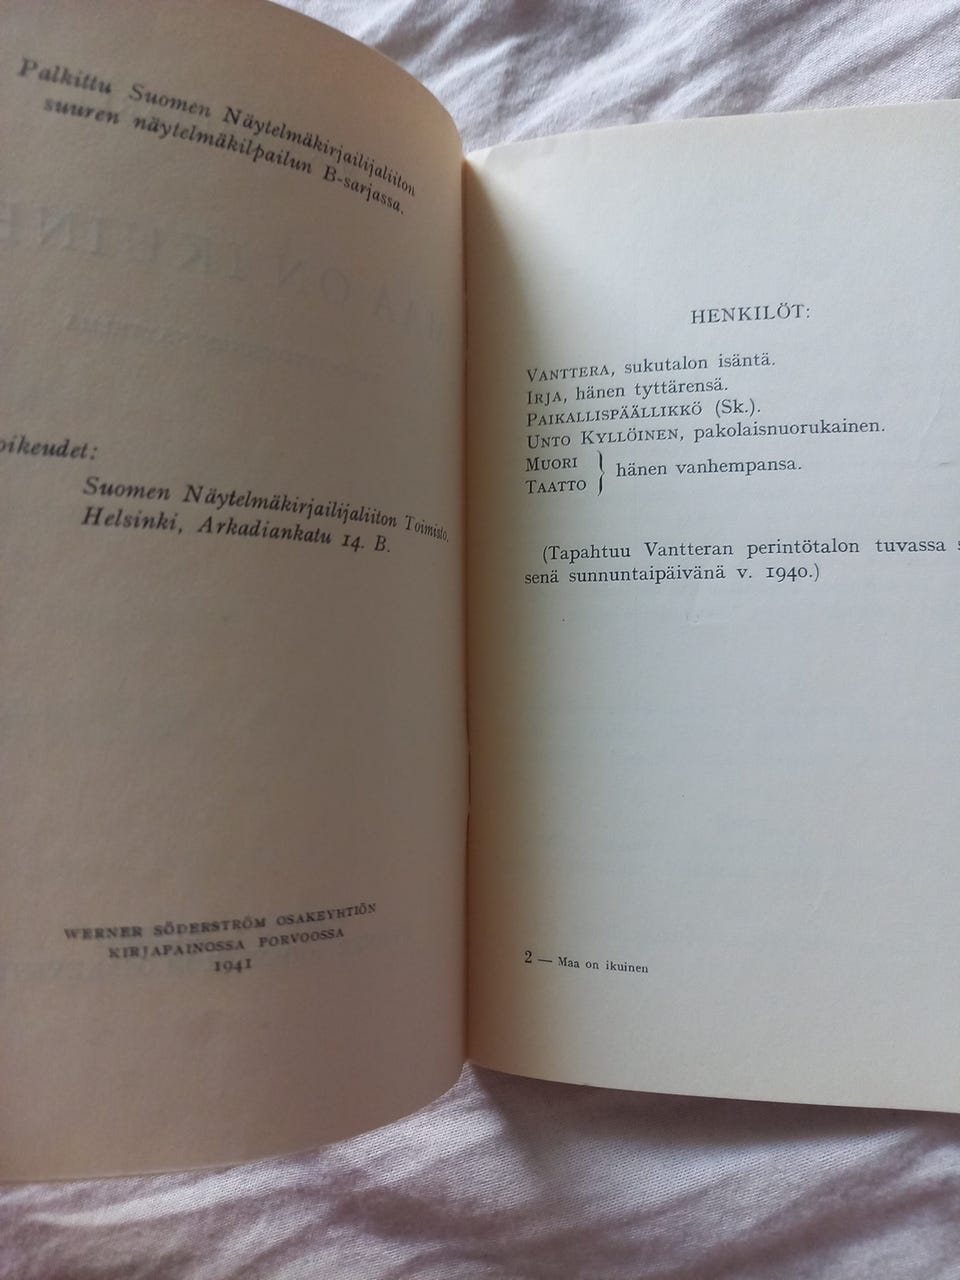 Palkittu Suomen Näytelmäkirjailijaliiton
suuren näytelmäkilpailun B-sarjassa.
oikeudet:
Suomen Näytelmäkirjailijaliiton Toimisto.
Helsinki, Arkadiankatu 14. B.
WERNER SÖDERSTRÖM OSAKEYHTIÖN
KIRJAPAINOSSA PORVOOSSA
1941
HENKILÖT:
VANTTERA, sukutalon isäntä.
IRJA, hänen tyttärensä.
PAIKALLISPÄÄLLIKKÖ (Sk.).
UNTO KYLLÖINEN, pakolaisnuorukainen.
MUORI
TAATTO } hänen vanhempansa.
(Tapahtuu Vantteran perintötalon tuvassa
senä sunnuntaipäivänä v. 1940.)
2 — Maa on ikuinen